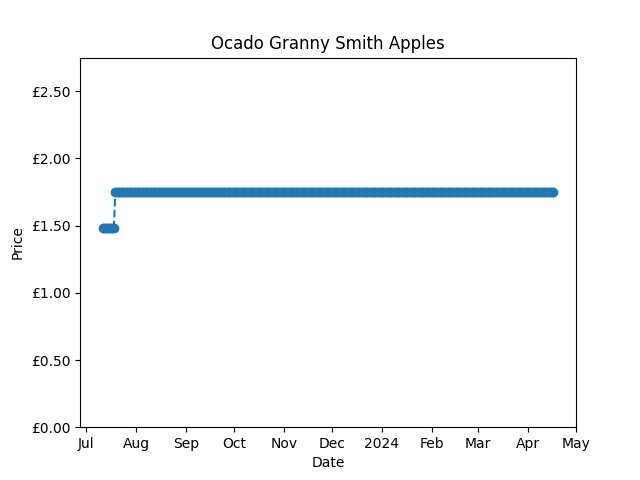 Ocado Granny Smith Apples
£2.50
£2.00
£1.50
£1.00
£0.50
£0.00
Price
Jul Aug Sep Oct Nov Dec 2024 Feb Mar Apr May
Date